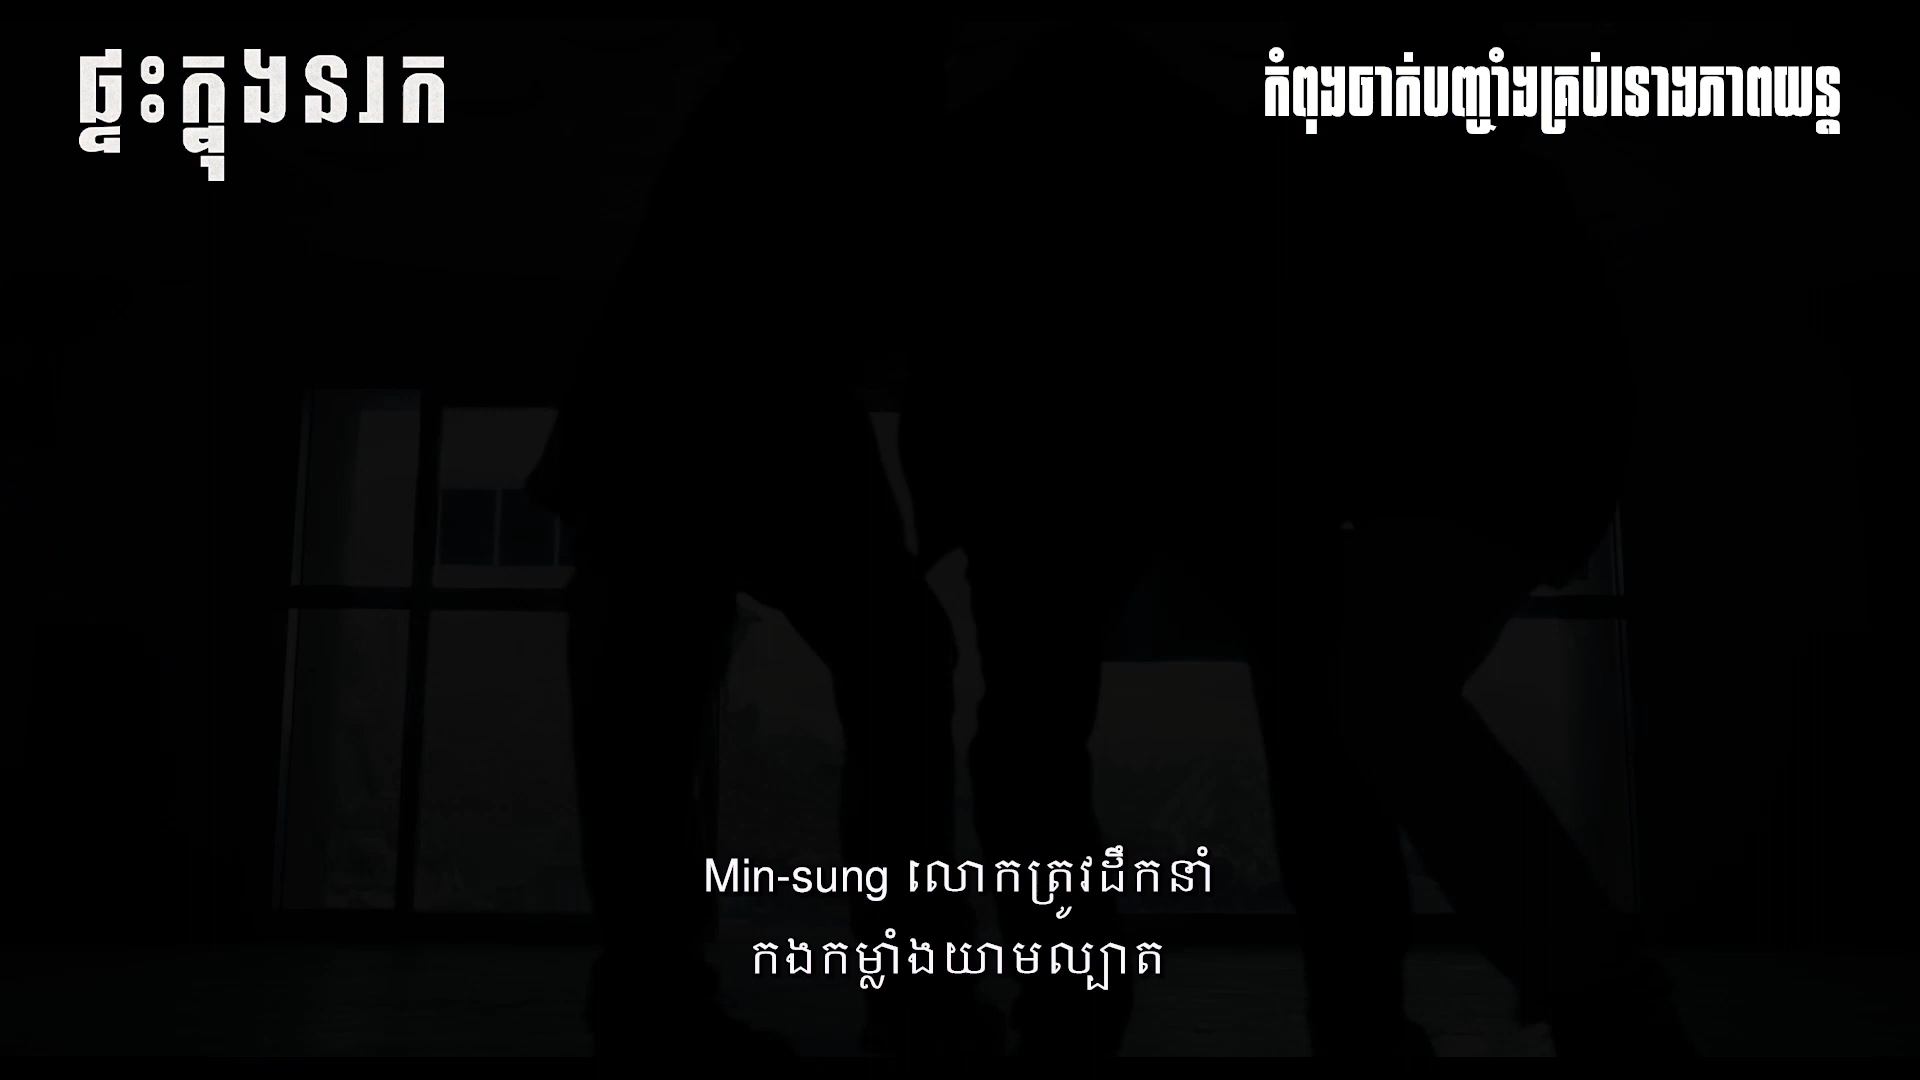 ផ្ទះក្នុងនរក
កំពុងចាក់បញ្ចាំងគ្រប់រោងភាពយន្ត
Min-sung លោកត្រូវដឹកនាំ
កងកម្លាំងយាមល្បាត